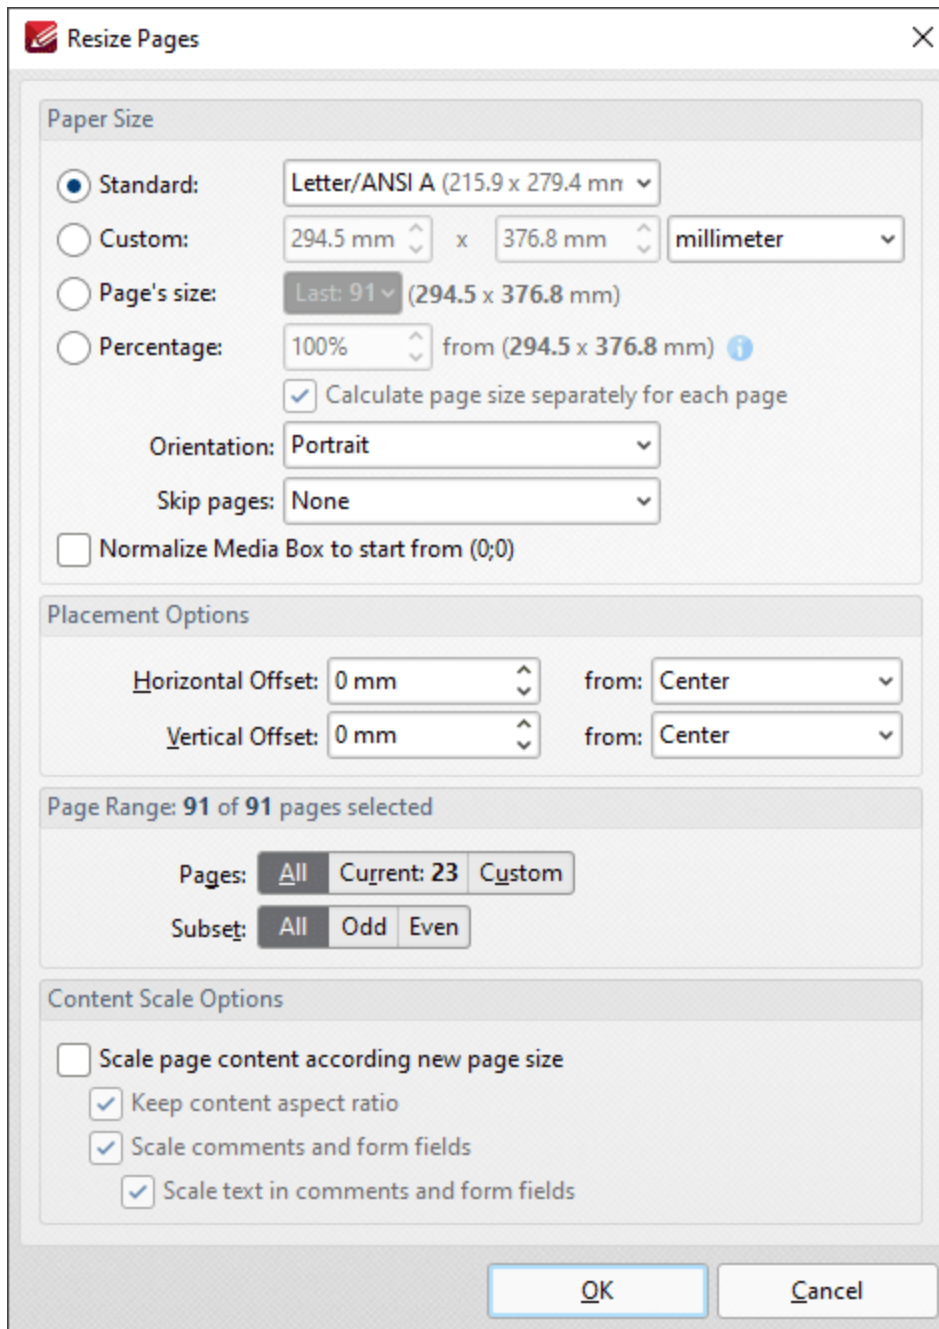 Resize Pages
Paper Size
Standard: Letter/ANSI A (215.9 x 279.4 mm
Custom: 294.5 mm x 376.8 mm millimeter
Page's size: Last: 91 (294.5 x 376.8 mm)
Percentage: 100% from (294.5 x 376.8 mm)
Calculate page size separately for each page
Orientation: Portrait
Skip pages: None
Normalize Media Box to start from (0;0)
Placement Options
Horizontal Offset: 0 mm from: Center
Vertical Offset: 0 mm from: Center
Page Range: 91 of 91 pages selected
Pages: All Current: 23 Custom
Subset: All Odd Even
Content Scale Options
Scale page content according new page size
Keep content aspect ratio
Scale comments and form fields
Scale text in comments and form fields
OK Cancel